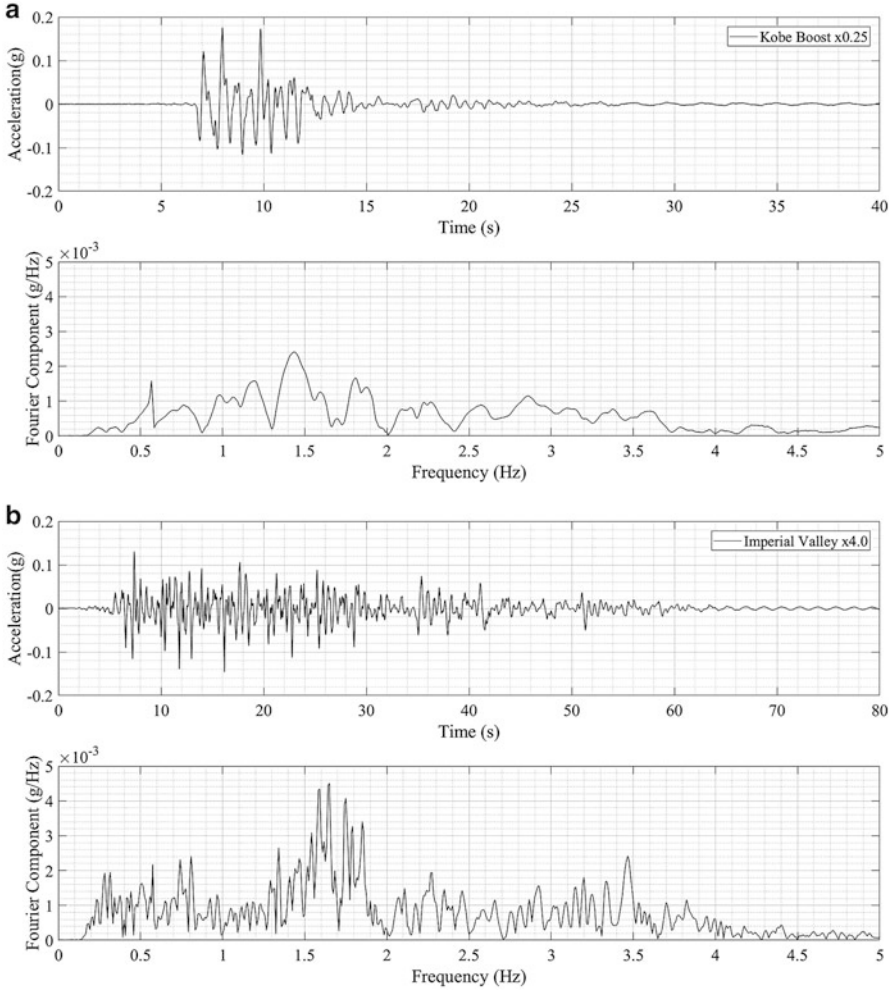 a
0.2
0.1
0
-0.1
-0.2
Acceleration(g)
Kobe Boost x0.25
0 5 10 15 20 25 30 35 40
Time (s)
×10-3
5
4
3
2
1
0
Fourier Component (g/Hz)
0 0.5 1 1.5 2 2.5 3 3.5 4 4.5 5
Frequency (Hz)
b
0.2
0.1
0
-0.1
-0.2
Acceleration(g)
Imperial Valley x4.0
0 10 20 30 40 50 60 70 80
Time (s)
×10-3
5
4
3
2
1
0
Fourier Component (g/Hz)
0 0.5 1 1.5 2 2.5 3 3.5 4 4.5 5
Frequency (Hz)